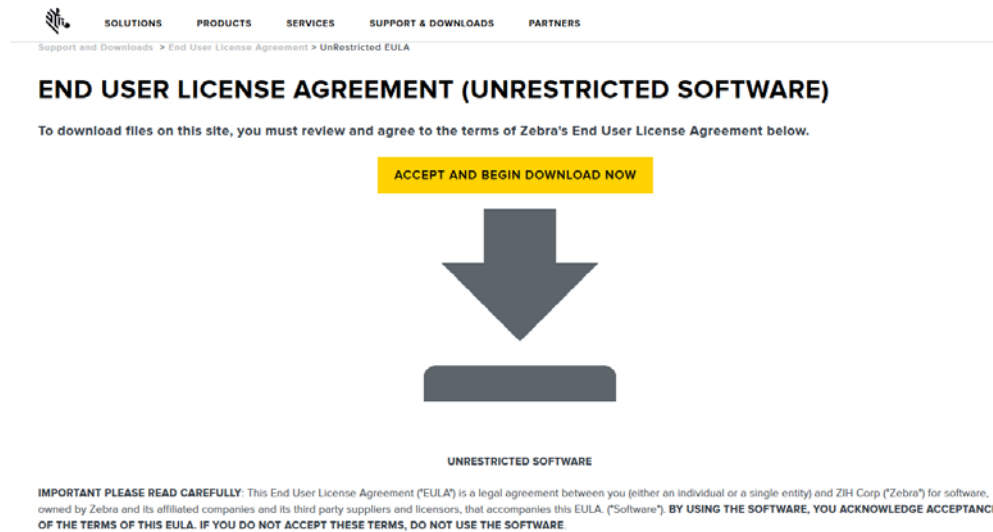 SOLUTIONS PRODUCTS SERVICES SUPPORT & DOWNLOADS PARTNERS
Support and Downloads > End User License Agreement > UnRestricted EULA
END USER LICENSE AGREEMENT (UNRESTRICTED SOFTWARE)
To download files on this site, you must review and agree to the terms of Zebra's End User License Agreement below.
ACCEPT AND BEGIN DOWNLOAD NOW
UNRESTRICTED SOFTWARE
IMPORTANT PLEASE READ CAREFULLY: This End User License Agreement ("EULA") is a legal agreement between you (either an individual or a single entity) and ZIH Corp ("Zebra") for software,
owned by Zebra and its affiliated companies and its third party suppliers and licensors, that accompanies this EULA. ("Software"). BY USING THE SOFTWARE, YOU ACKNOWLEDGE ACCEPTANCE
OF THE TERMS OF THIS EULA. IF YOU DO NOT ACCEPT THESE TERMS, DO NOT USE THE SOFTWARE.